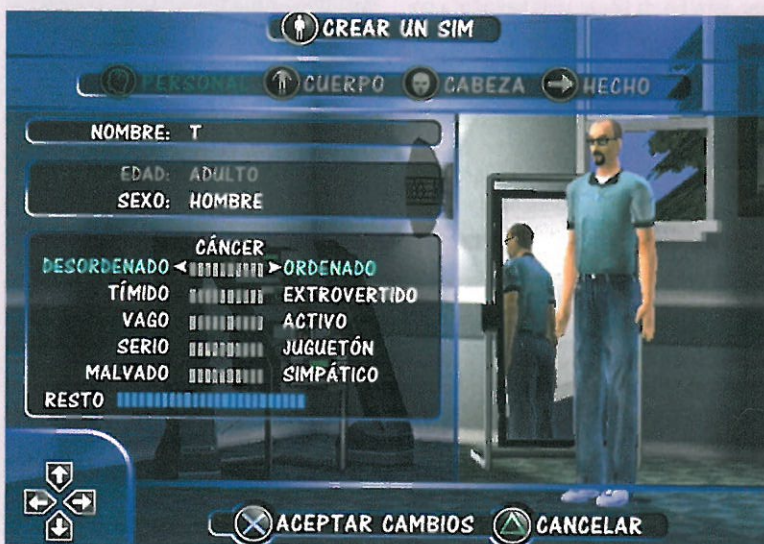 CREAR UN SIM
PERSONAL CUERPO CABEZA HECHO
NOMBRE: T
EDAD: ADULTO
SEXO: HOMBRE
CÁNCER
DESORDENADO ORDENADO
TÍMIDO EXTROVERTIDO
VAGO ACTIVO
SERIO JUGUETÓN
MALVADO SIMPÁTICO
RESTO
ACEPTAR CAMBIOS CANCELAR